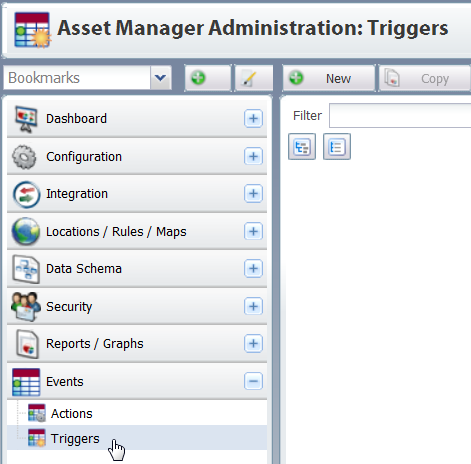 Asset Manager Administration: Triggers
Bookmarks
New
Copy
Dashboard
Configuration
Integration
Locations / Rules / Maps
Data Schema
Security
Reports / Graphs
Events
Actions
Triggers
Filter